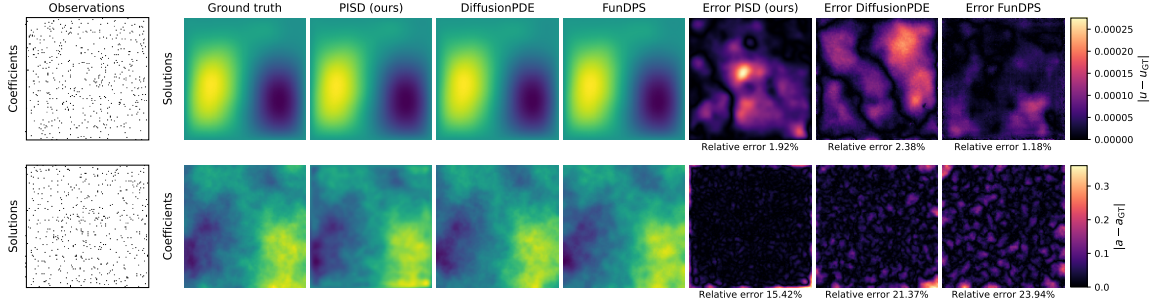 Observations
Ground truth
PISD (ours)
DiffusionPDE
FunDPS
Error PISD (ours)
Error DiffusionPDE
Error FunDPS
Coefficients
Solutions
0.00025
0.00020
0.00015
0.00010
0.00005
0.00000
|u − u_GT|
Relative error 1.92%
Relative error 2.38%
Relative error 1.18%
Solutions
Coefficients
0.3
0.2
0.1
0.0
|a − a_GT|
Relative error 15.42%
Relative error 21.37%
Relative error 23.94%